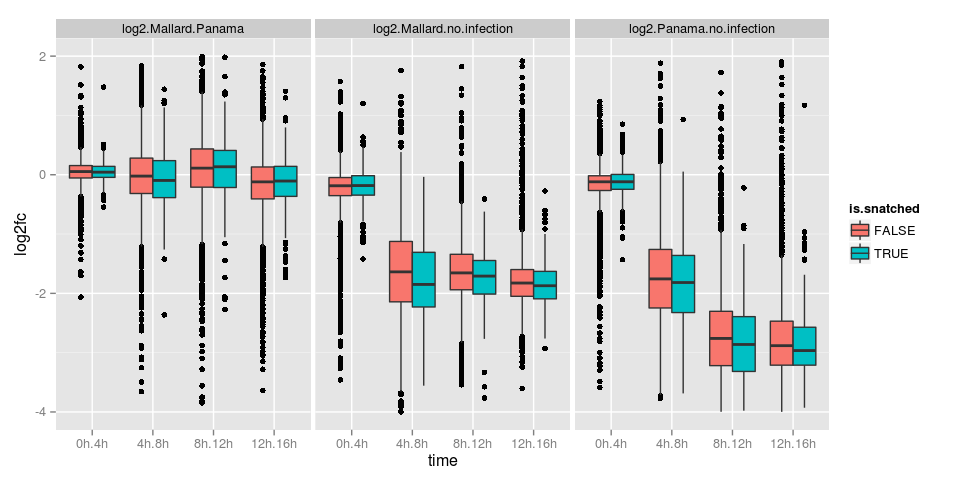 log2.Mallard.Panama
log2.Mallard.no.infection
log2.Panama.no.infection
2
0
-2
-4
log2fc
0h.4h 4h.8h 8h.12h 12h.16h
0h.4h 4h.8h 8h.12h 12h.16h
0h.4h 4h.8h 8h.12h 12h.16h
time
is.snatched
FALSE
TRUE